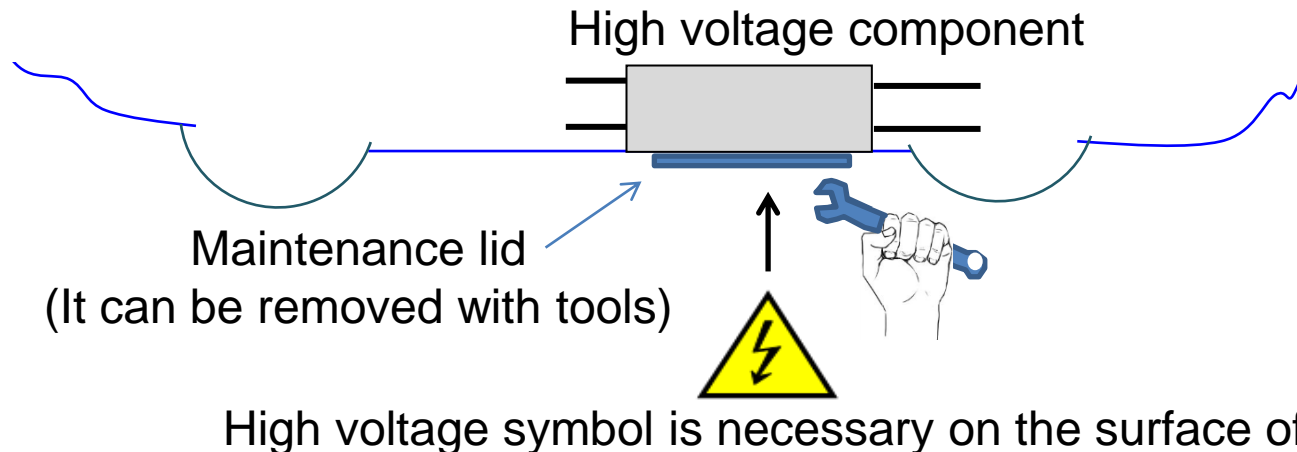 High voltage component
Maintenance lid
(It can be removed with tools)
High voltage symbol is necessary on the surface of